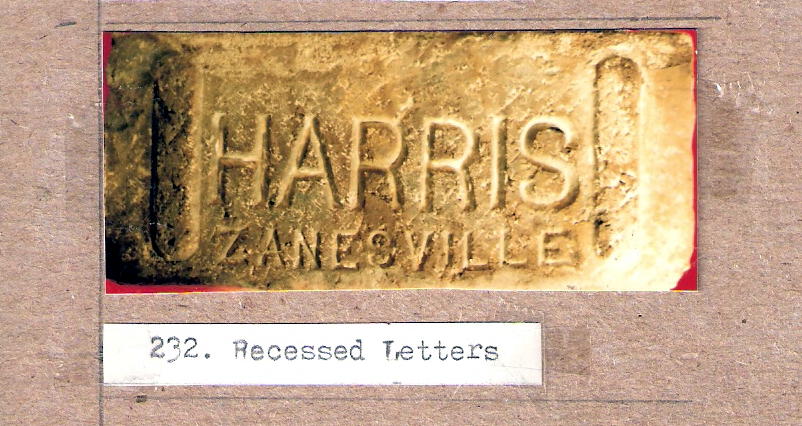 HARRIS
ZANESVILLE
232. Recessed Letters